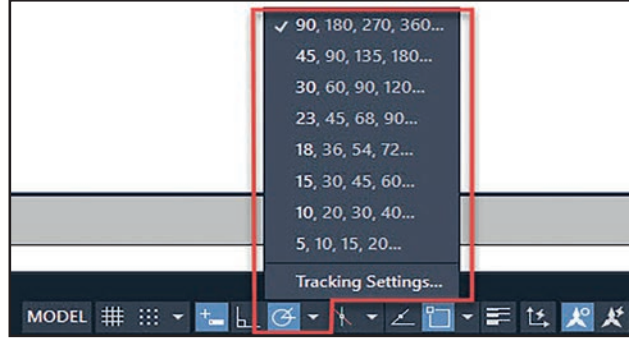 90, 180, 270, 360...
45, 90, 135, 180...
30, 60, 90, 120...
23, 45, 68, 90...
18, 36, 54, 72...
15, 30, 45, 60...
10, 20, 30, 40...
5, 10, 15, 20...
Tracking Settings...
MODEL